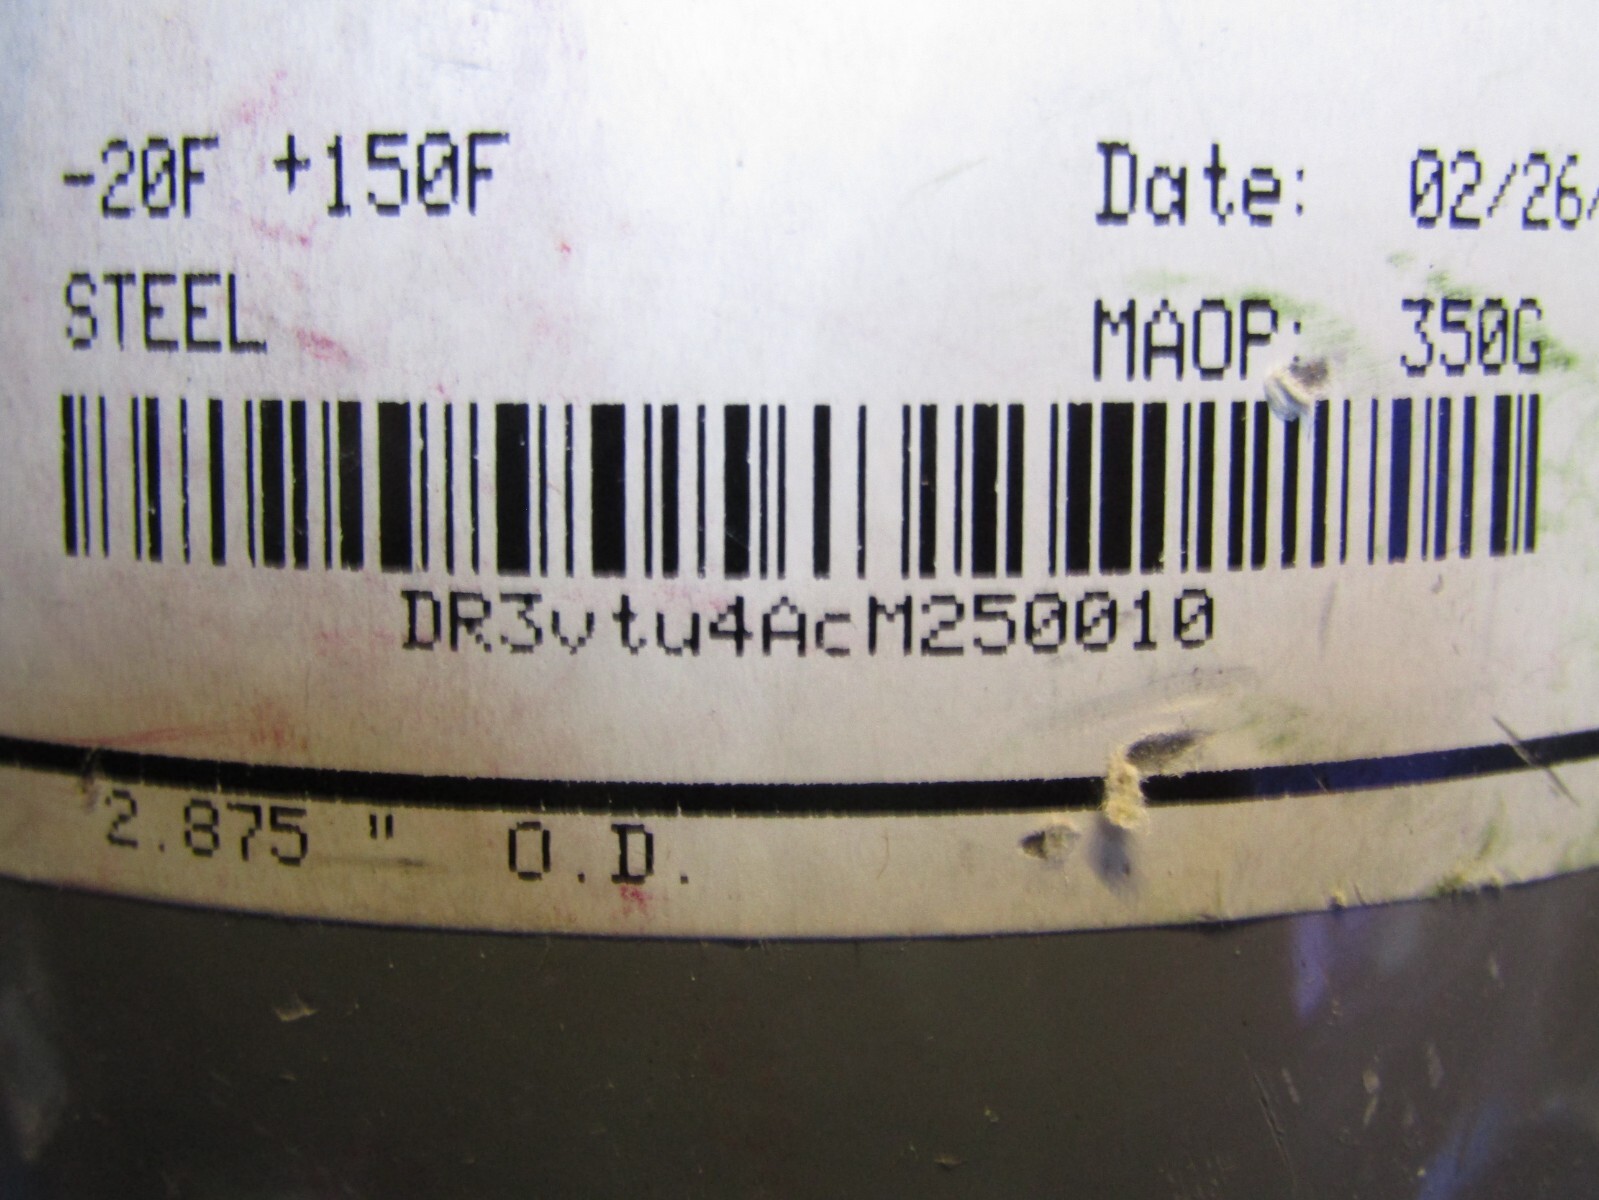 -20F +150F Date: 02/26/
STEEL MAOP: 350G
DR3vtu4AcM250010
2.875 " O.D.